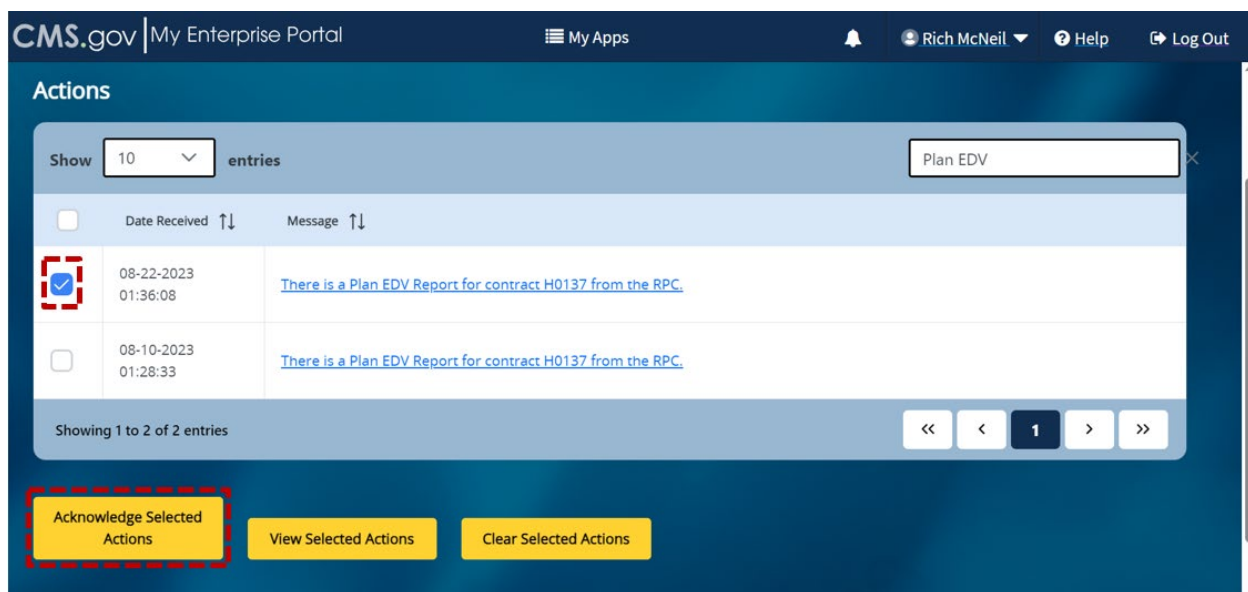 CMS.gov My Enterprise Portal
My Apps
Rich McNeil
Help
Log Out
Actions
Show 10 entries
Plan EDV
Date Received Message
08-22-2023
01:36:08
There is a Plan EDV Report for contract H0137 from the RPC.
08-10-2023
01:28:33
There is a Plan EDV Report for contract H0137 from the RPC.
Showing 1 to 2 of 2 entries
<< < 1 > >>
Acknowledge Selected
Actions
View Selected Actions
Clear Selected Actions